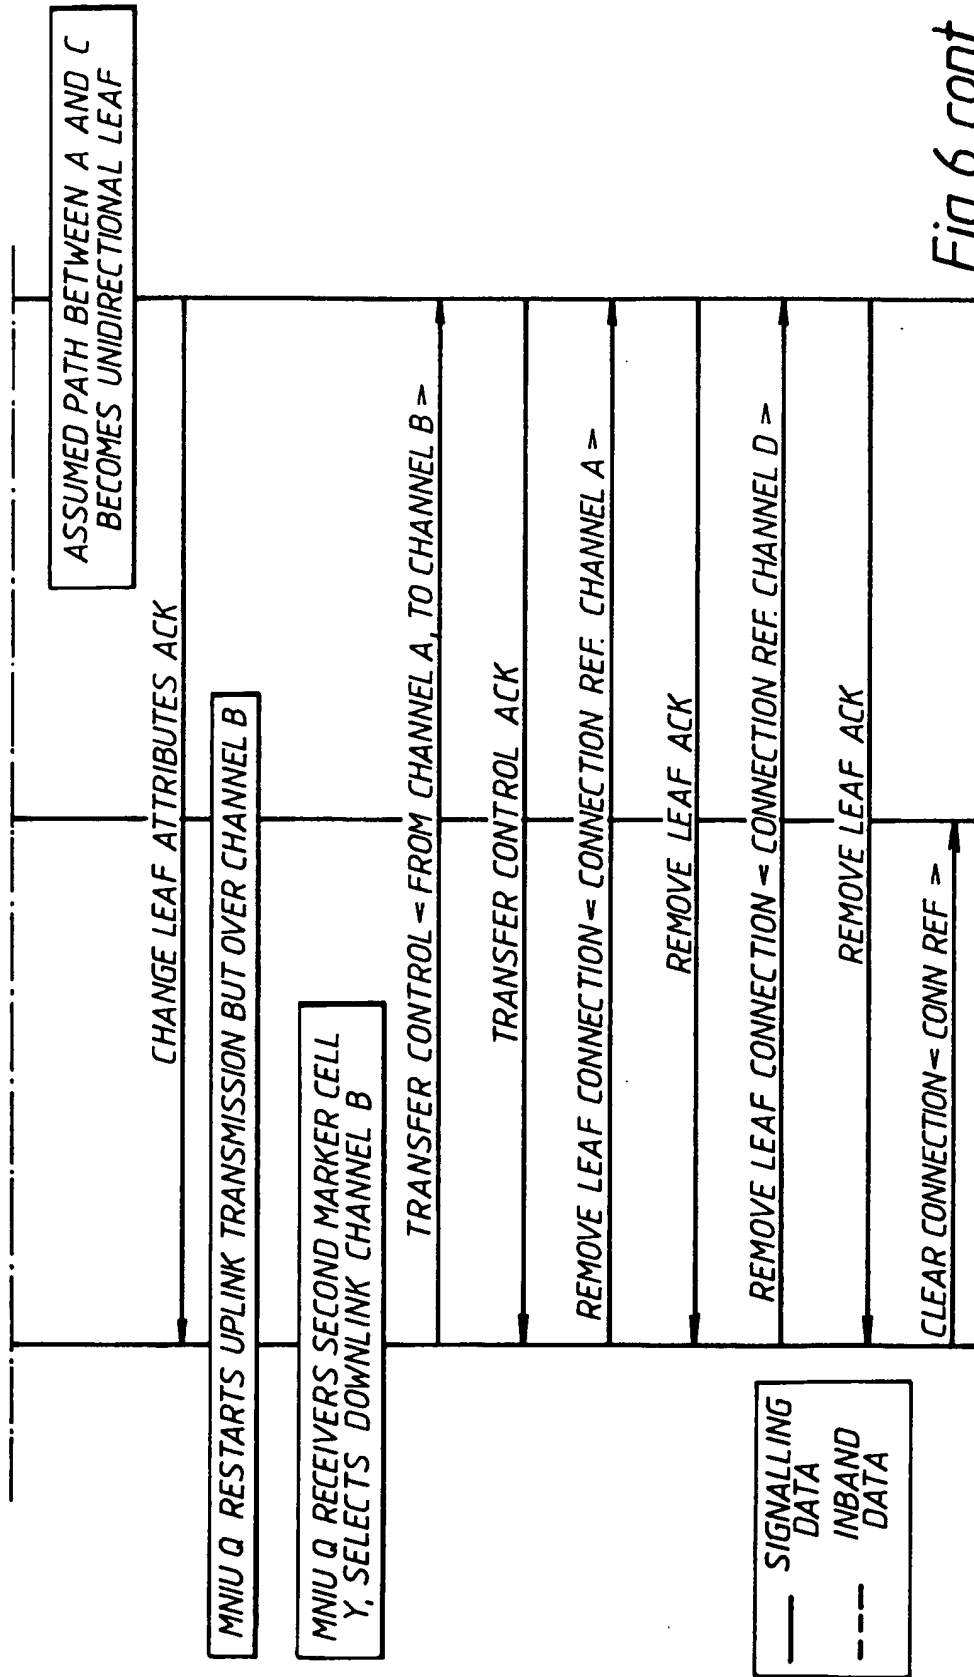 ASSUMED PATH BETWEEN A AND C
BECOMES UNIDIRECTIONAL LEAF
CHANGE LEAF ATTRIBUTES ACK
MNIU Q RESTARTS UPLINK TRANSMISSION BUT OVER CHANNEL B
MNIU Q RECEIVERS SECOND MARKER CELL
Y, SELECTS DOWNLINK CHANNEL B
TRANSFER CONTROL < FROM CHANNEL A, TO CHANNEL B >
TRANSFER CONTROL ACK
REMOVE LEAF CONNECTION < CONNECTION REF. CHANNEL A >
REMOVE LEAF ACK
REMOVE LEAF CONNECTION < CONNECTION REF. CHANNEL D >
REMOVE LEAF ACK
CLEAR CONNECTION < CONN REF >
SIGNALLING
DATA
INBAND
DATA
Fig 6 cont